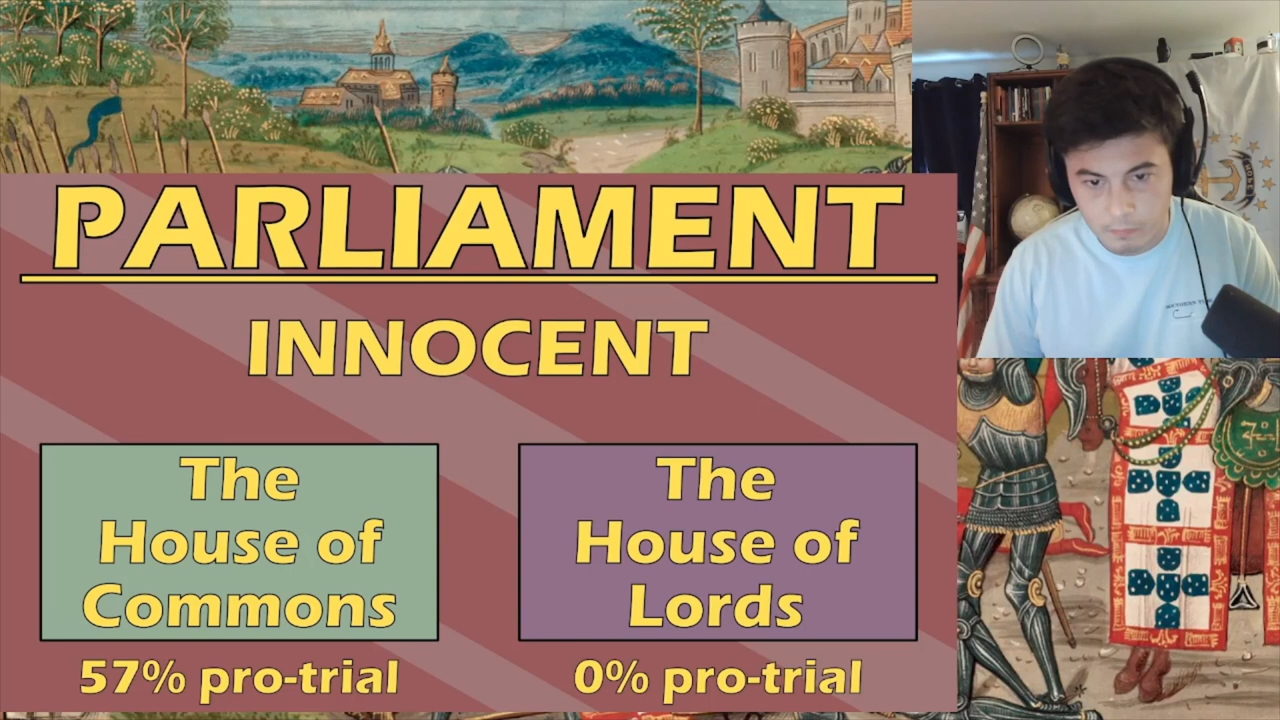 PARLIAMENT
INNOCENT
The
House of
Commons
57% pro-trial
The
House of
Lords
0% pro-trial